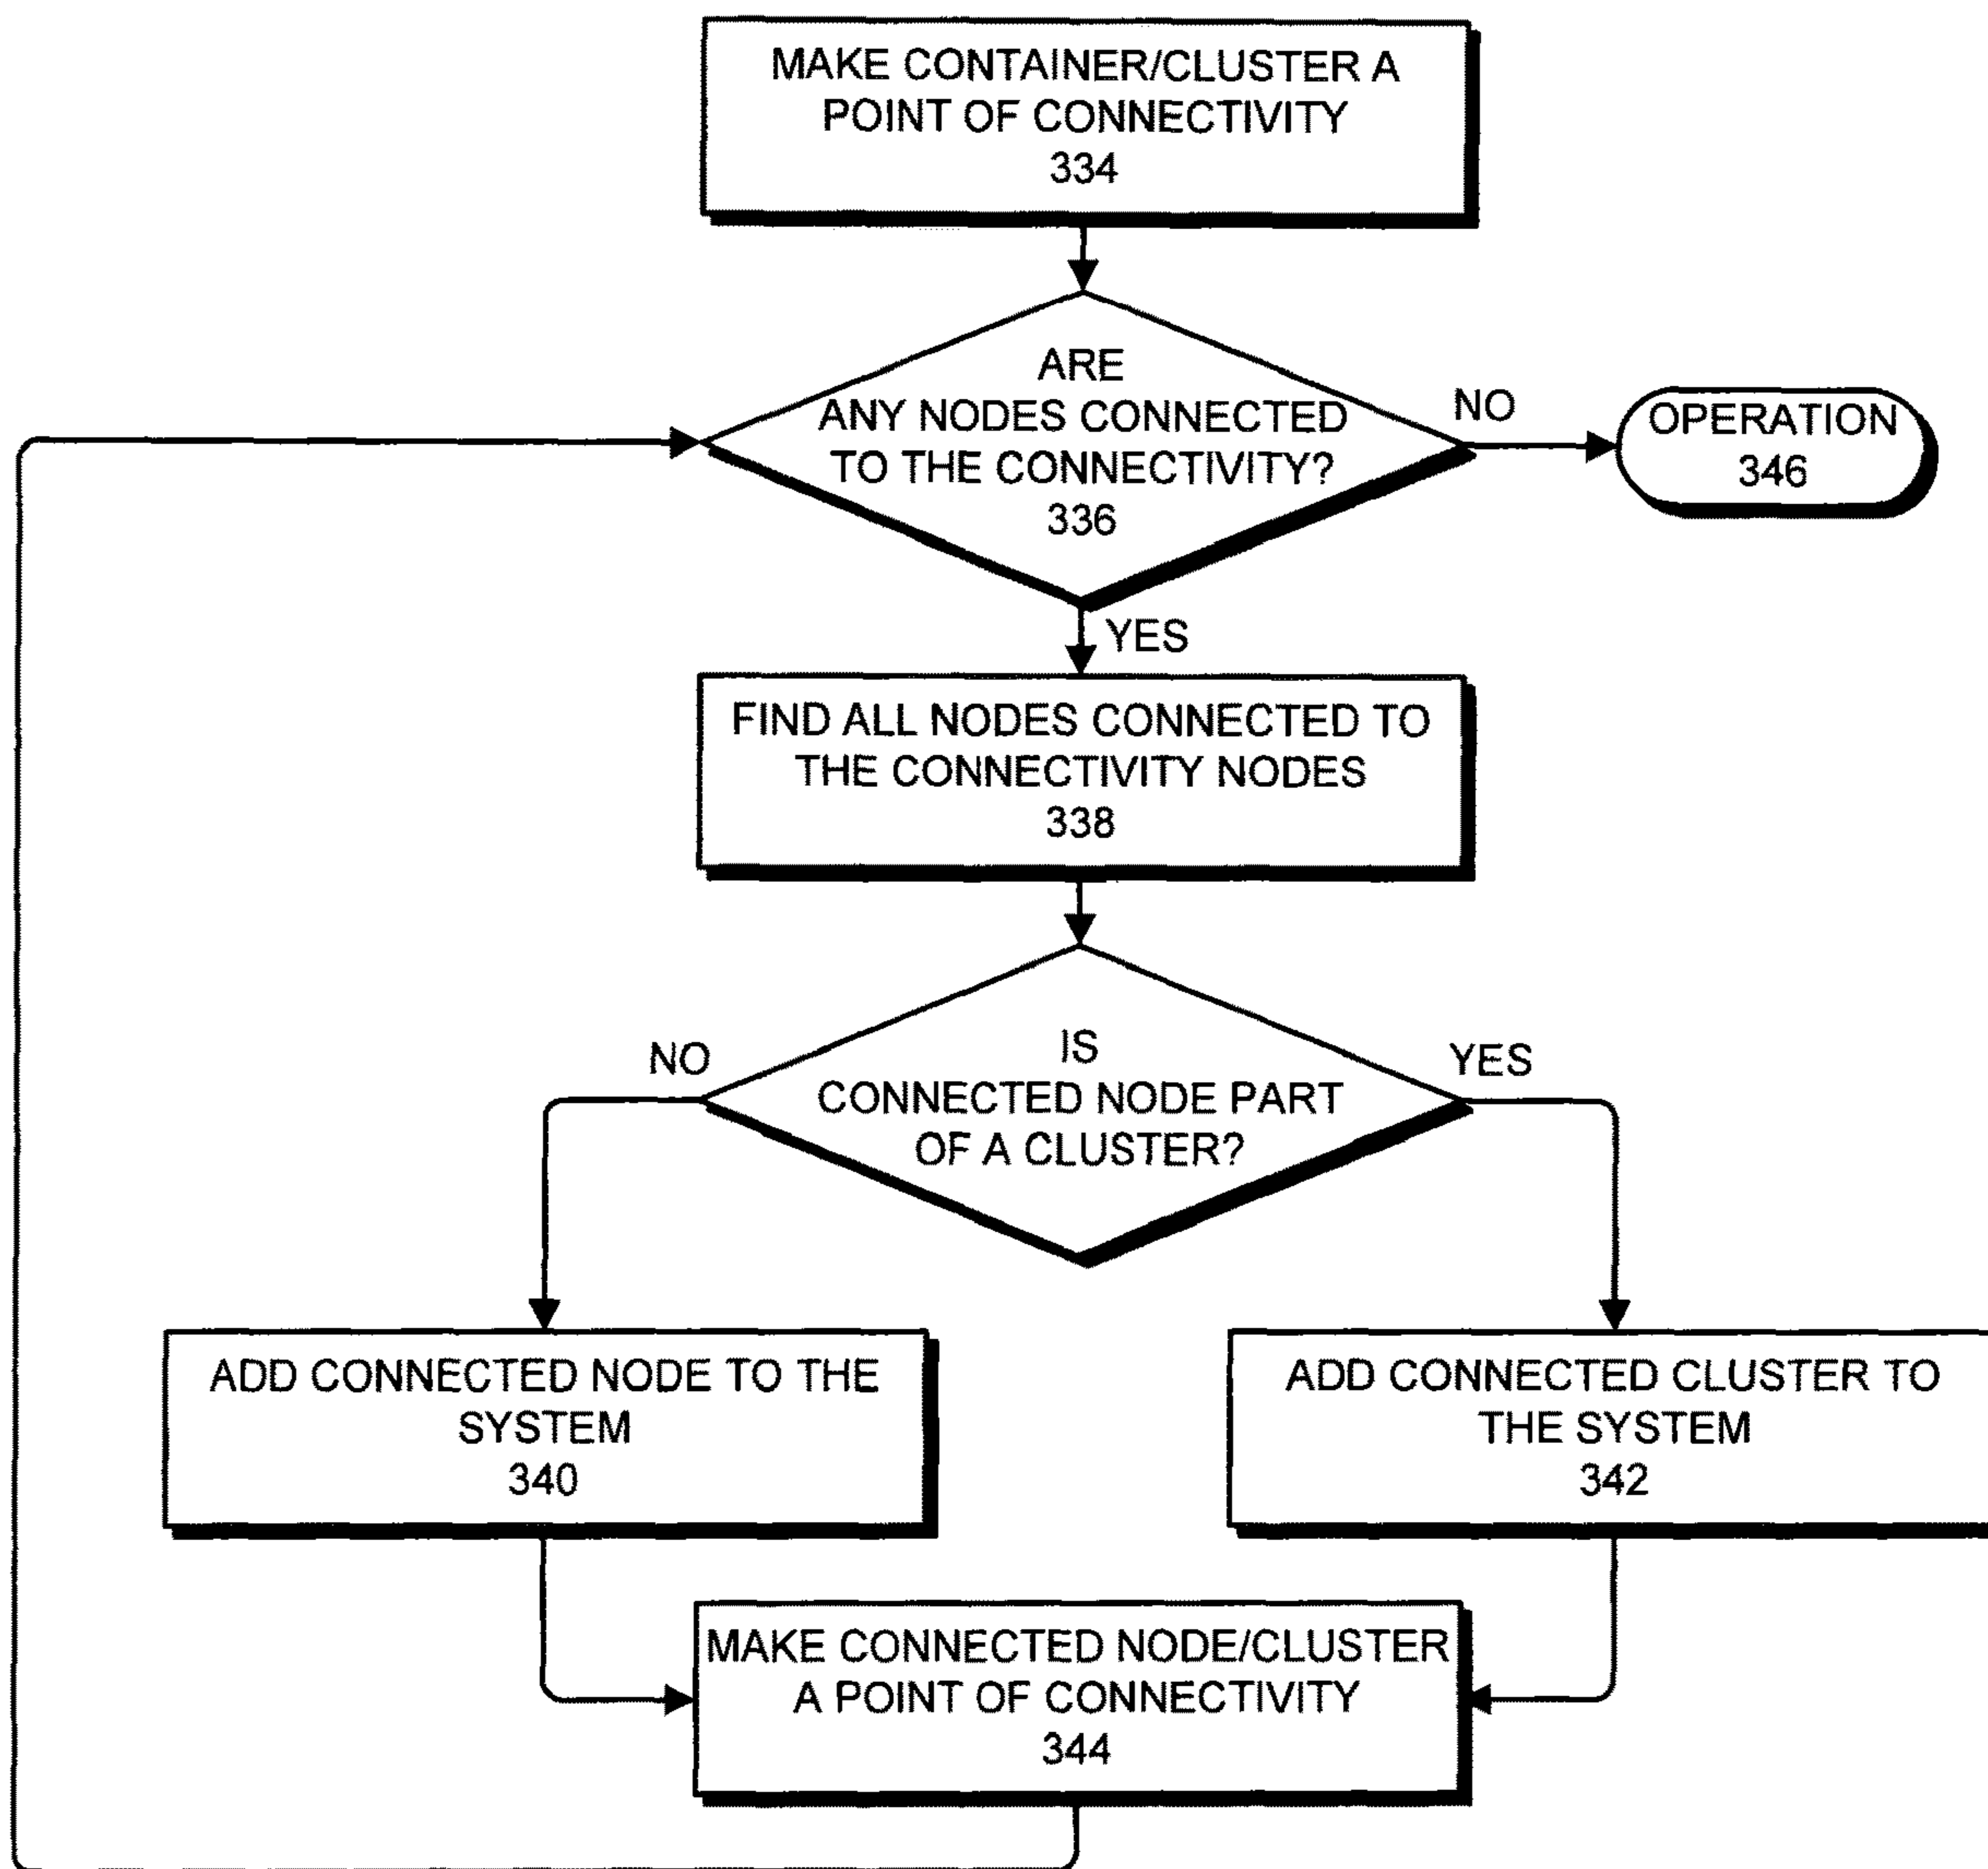 MAKE CONTAINER/CLUSTER A
POINT OF CONNECTIVITY
334
ARE
ANY NODES CONNECTED
TO THE CONNECTIVITY?
336
NO
OPERATION
346
YES
FIND ALL NODES CONNECTED TO
THE CONNECTIVITY NODES
338
IS
CONNECTED NODE PART
OF A CLUSTER?
NO
YES
ADD CONNECTED NODE TO THE
SYSTEM
340
ADD CONNECTED CLUSTER TO
THE SYSTEM
342
MAKE CONNECTED NODE/CLUSTER
A POINT OF CONNECTIVITY
344